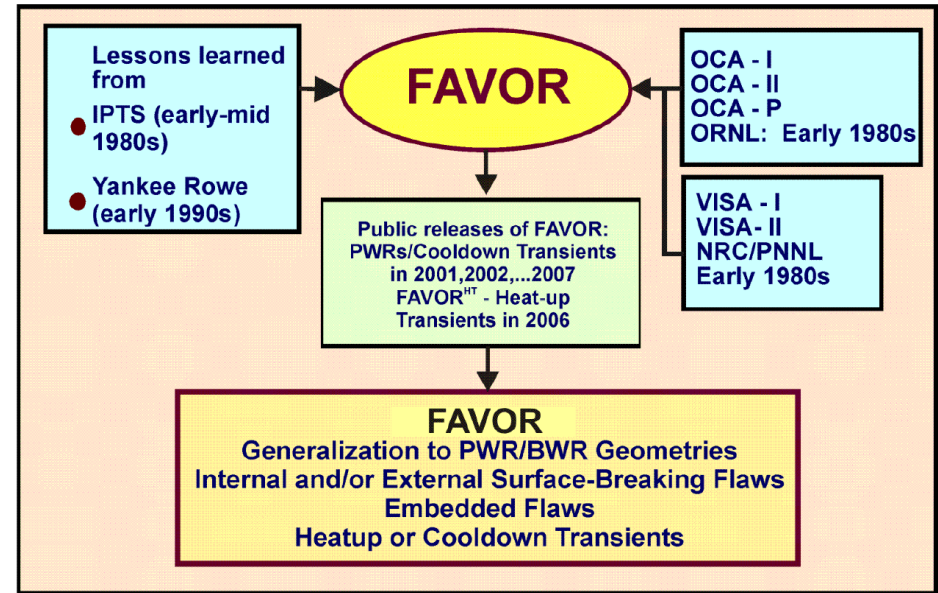 Lessons learned
from
IPTS (early-mid
1980s)
Yankee Rowe
(early 1990s)
FAVOR
OCA - I
OCA - II
OCA - P
ORNL: Early 1980s
VISA - I
VISA- II
NRC/PNNL
Early 1980s
Public releases of FAVOR:
PWRs/Cooldown Transients
in 2001,2002,...2007
FAVORᴴᵀ - Heat-up
Transients in 2006
FAVOR
Generalization to PWR/BWR Geometries
Internal and/or External Surface-Breaking Flaws
Embedded Flaws
Heatup or Cooldown Transients